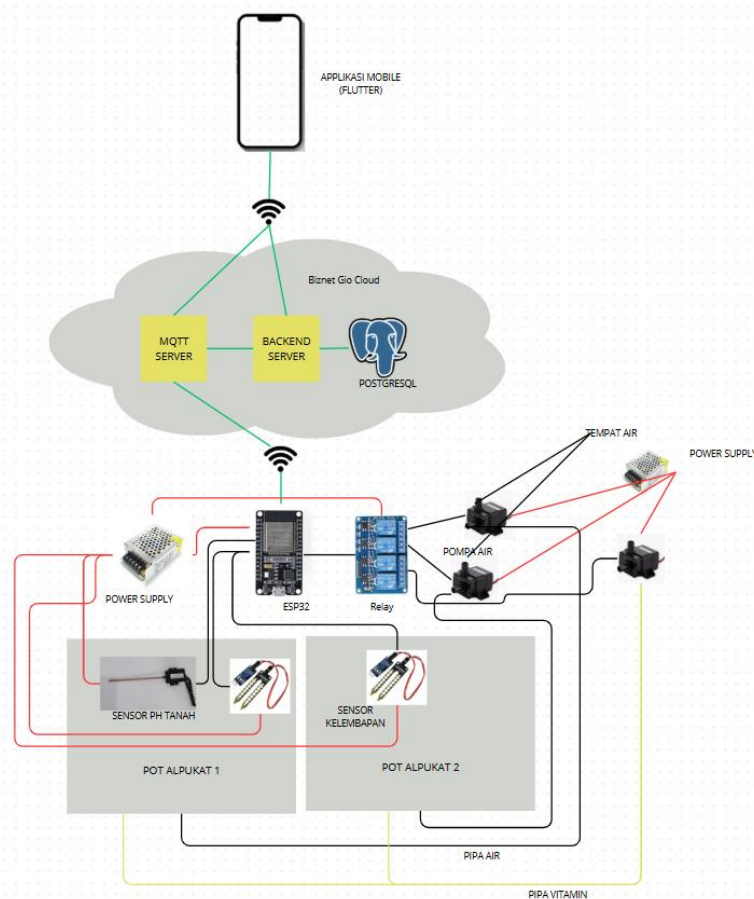 APPLIKASI MOBILE
(FLUTTER)
Biznet Gio Cloud
MQTT
SERVER
BACKEND
SERVER
POSTGRESQL
TEMPAT AIR
POWER SUPPLY
POMPA AIR
POWER SUPPLY
ESP32
Relay
SENSOR PH TANAH
SENSOR
KELEMBAPAN
POT ALPUKAT 1
POT ALPUKAT 2
PIPA AIR
PIPA VITAMIN